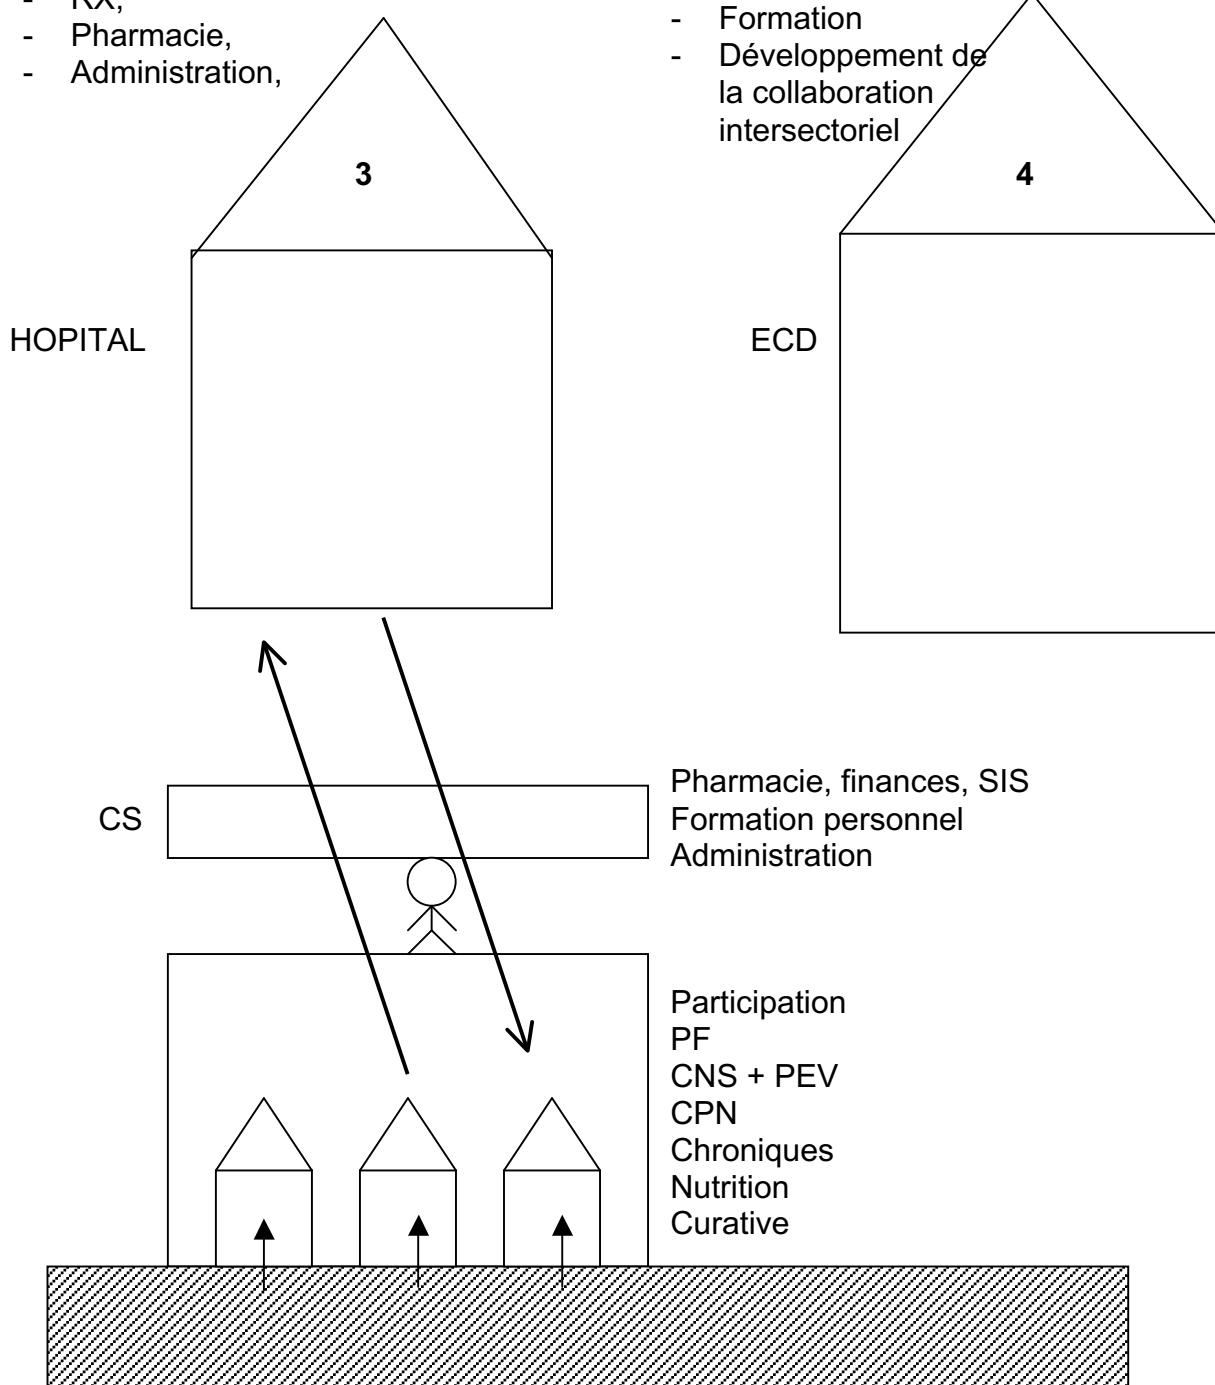 - RX,
- Pharmacie,
- Administration,
- Formation
- Développement de
la collaboration
intersectoriel
3
4
HOPITAL
ECD
CS
Pharmacie, finances, SIS
Formation personnel
Administration
Participation
PF
CNS + PEV
CPN
Chroniques
Nutrition
Curative